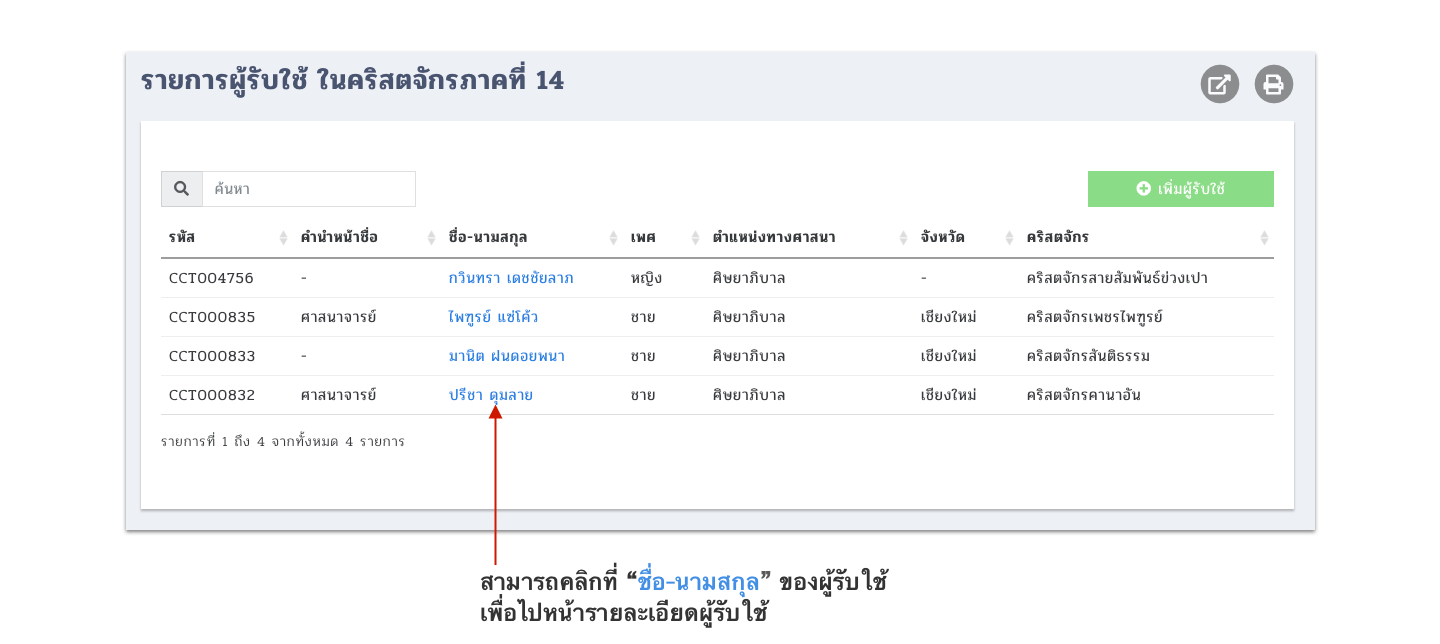 รายการผู้รับใช้ ในคริสตจักรภาคที่ 14
ค้นหา
เพิ่มผู้รับใช้
รหัส คำนำหน้าชื่อ ชื่อ-นามสกุล เพศ ตำแหน่งทางศาสนา จังหวัด คริสตจักร
CCT004756 - กวินทรา เดชชัยลาภ หญิง ศิษยาภิบาล - คริสตจักรสายสัมพันธ์ข่วงเปา
CCT000835 ศาสนาจารย์ ไพฑูรย์ แซ่โค้ว ชาย ศิษยาภิบาล เชียงใหม่ คริสตจักรเพชรไพฑูรย์
CCT000833 - มานิต ฝนดอยพนา ชาย ศิษยาภิบาล เชียงใหม่ คริสตจักรสันติธรรม
CCT000832 ศาสนาจารย์ ปรีชา ดุมลาย ชาย ศิษยาภิบาล เชียงใหม่ คริสตจักรคานาอัน
รายการที่ 1 ถึง 4 จากทั้งหมด 4 รายการ
สามารถคลิกที่ “ชื่อ-นามสกุล” ของผู้รับใช้
เพื่อไปหน้ารายละเอียดผู้รับใช้